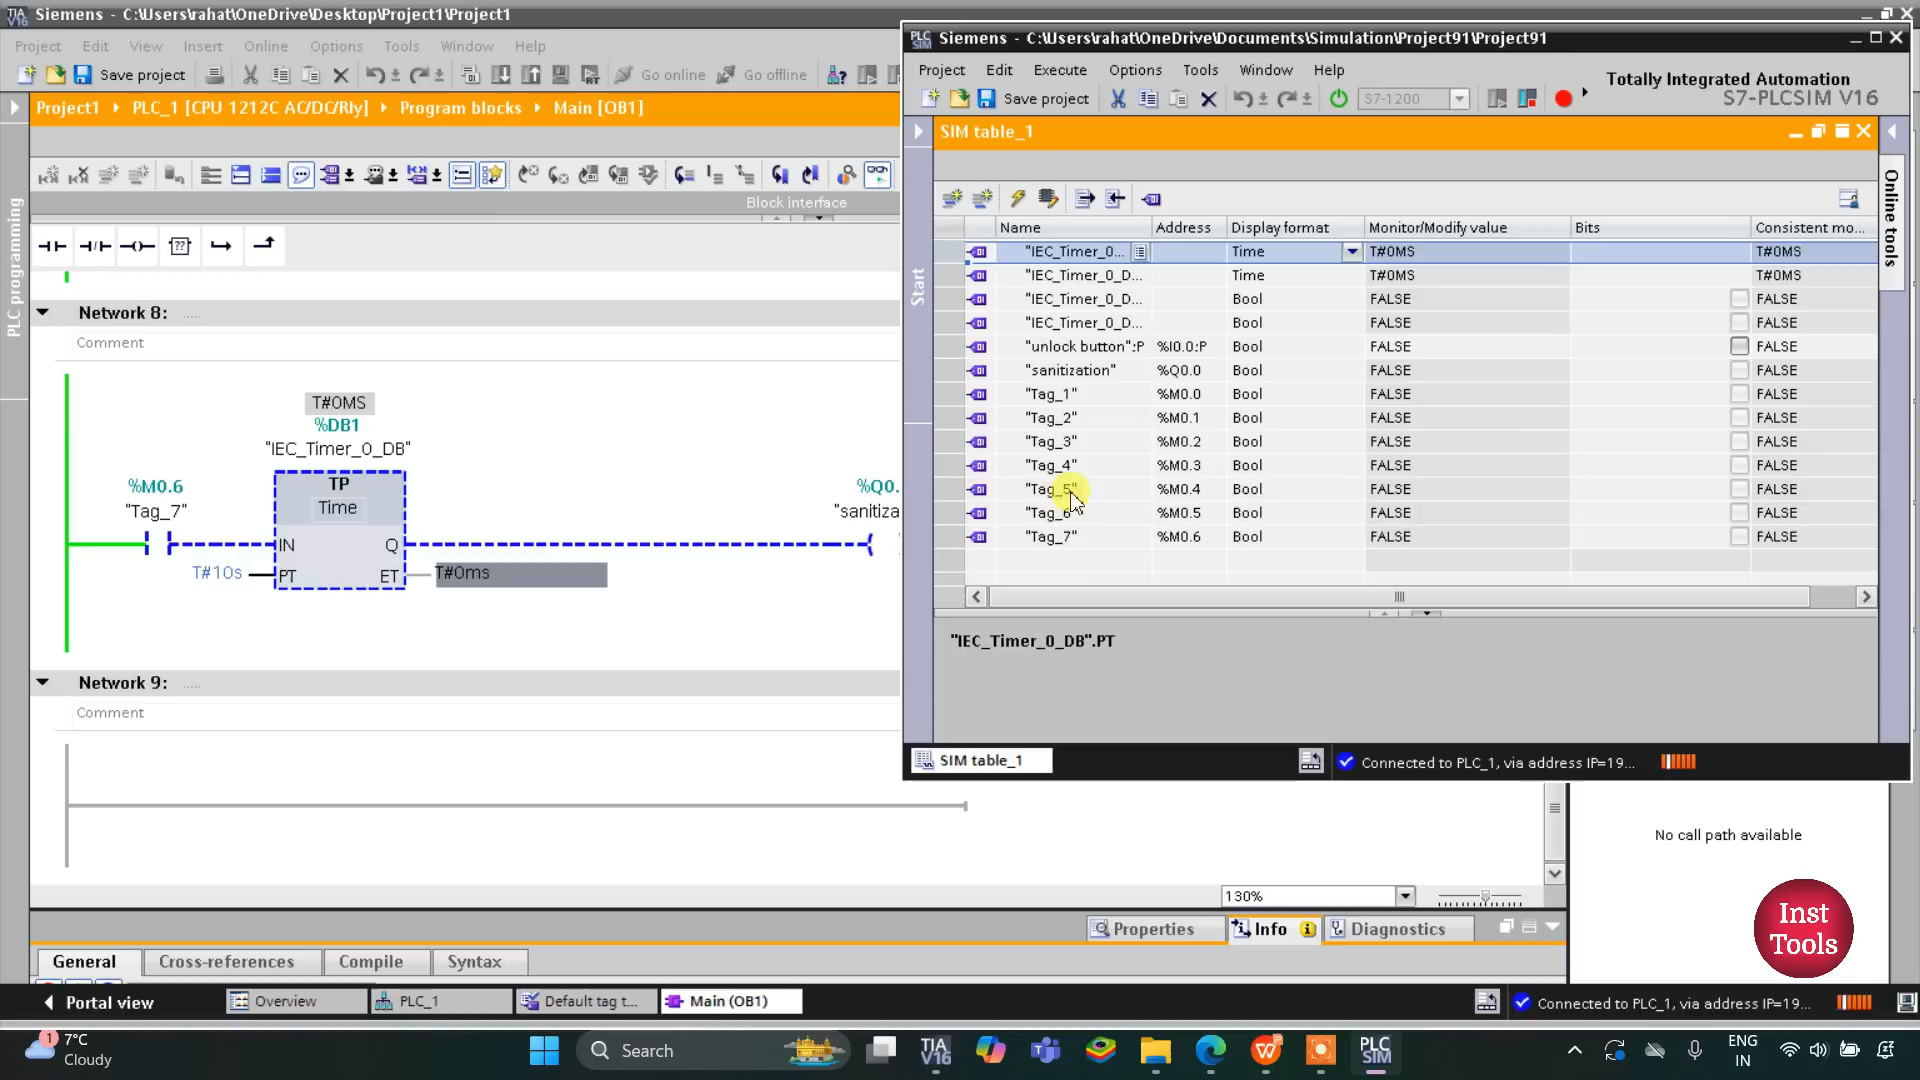 Siemens - C:\Users\rahat\OneDrive\Desktop\Project1\Project1
Project Edit View Insert Online Options Tools Window Help
Save project
Go online
Go offline
Project1 PLC_1 [CPU 1212C AC/DC/Rly] Program blocks Main [OB1]
Block interface
PLC programming
??
Network 8: .....
Comment
T#0MS
%DB1
"IEC_Timer_0_DB"
%M0.6
"Tag_7"
TP
Time
%Q0.
"sanitiza
IN Q
T#10s PT ET T#0ms
Network 9: .....
Comment
PLC SIM
Siemens - C:\Users\rahat\OneDrive\Documents\Simulation\Project91\Project91
Project Edit Execute Options Tools Window Help
Totally Integrated Automation
S7-PLCSIM V16
Save project
S7-1200
SIM table_1
Start
Online tools
Name Address Display format Monitor/Modify value Bits Consistent mo...
"IEC_Timer_0... Time T#0MS T#0MS
"IEC_Timer_0_D... Time T#0MS T#0MS
"IEC_Timer_0_D... Bool FALSE FALSE
"IEC_Timer_0_D... Bool FALSE FALSE
"unlock button":P %I0.0:P Bool FALSE FALSE
"sanitization" %Q0.0 Bool FALSE FALSE
"Tag_1" %M0.0 Bool FALSE FALSE
"Tag_2" %M0.1 Bool FALSE FALSE
"Tag_3" %M0.2 Bool FALSE FALSE
"Tag_4" %M0.3 Bool FALSE FALSE
"Tag_5" %M0.4 Bool FALSE FALSE
"Tag_6" %M0.5 Bool FALSE FALSE
"Tag_7" %M0.6 Bool FALSE FALSE
"IEC_Timer_0_DB".PT
SIM table_1
Connected to PLC_1, via address IP=19...
No call path available
130%
Properties Info Diagnostics
General Cross-references Compile Syntax
Inst
Tools
Portal view Overview PLC_1 Default tag t... Main (OB1) Connected to PLC_1, via address IP=19...
1
7°C
Cloudy
Search
TIA
V16
PLC
SIM
ENG
IN